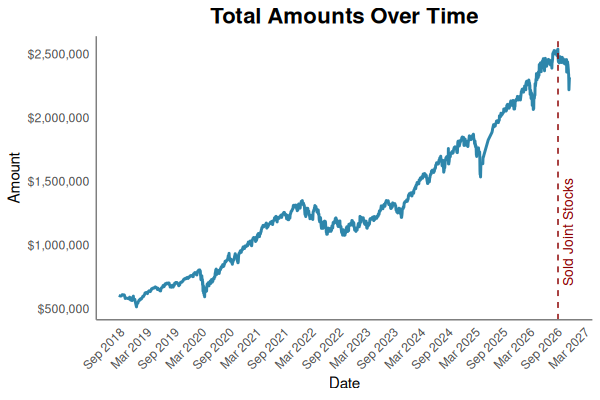 Total Amounts Over Time
$2,500,000
$2,000,000
$1,500,000
$1,000,000
$500,000
Amount
Sold Joint Stocks
Sep 2018
Mar 2019
Sep 2019
Mar 2020
Sep 2020
Mar 2021
Sep 2021
Mar 2022
Sep 2022
Mar 2023
Sep 2023
Mar 2024
Sep 2024
Mar 2025
Sep 2025
Mar 2026
Sep 2026
Mar 2027
Date